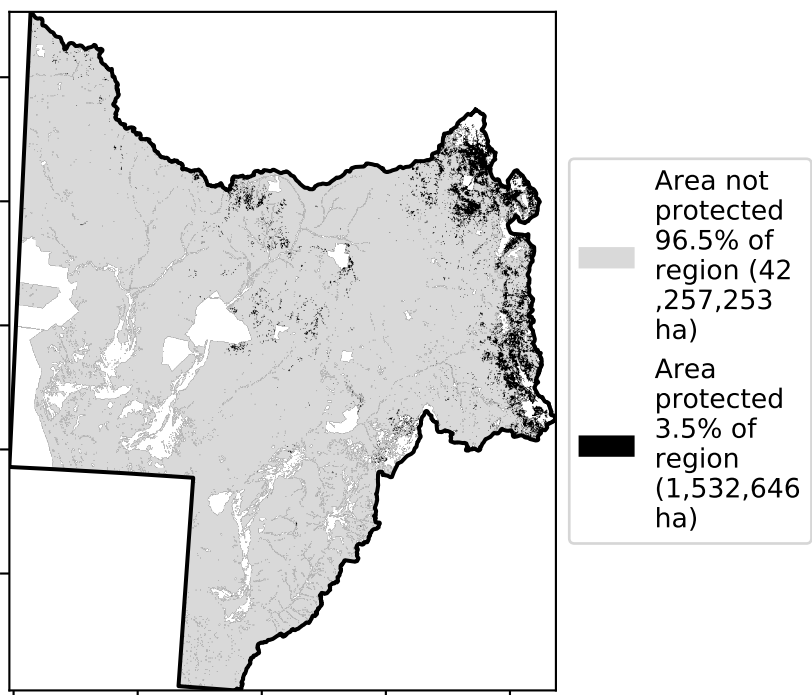 Area not
protected
96.5% of
region (42
,257,253
ha)
Area
protected
3.5% of
region
(1,532,646
ha)